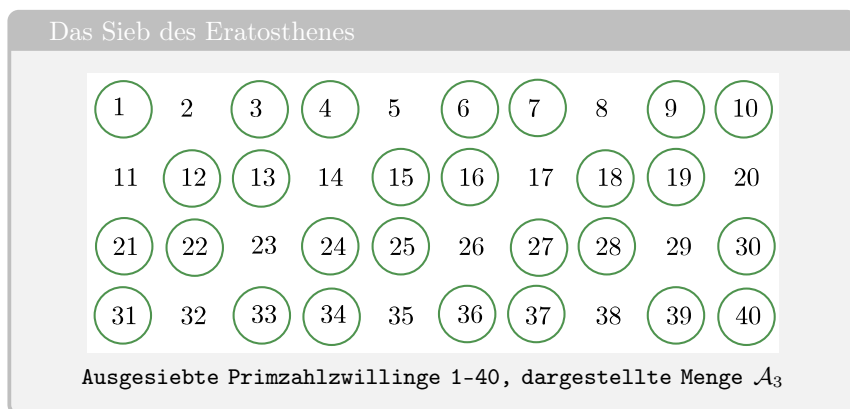 Das Sieb des Eratosthenes
1 2 3 4 5 6 7 8 9 10
11 12 13 14 15 16 17 18 19 20
21 22 23 24 25 26 27 28 29 30
31 32 33 34 35 36 37 38 39 40
Ausgesiebte Primzahlzwillinge 1-40, dargestellte Menge 𝒜₃